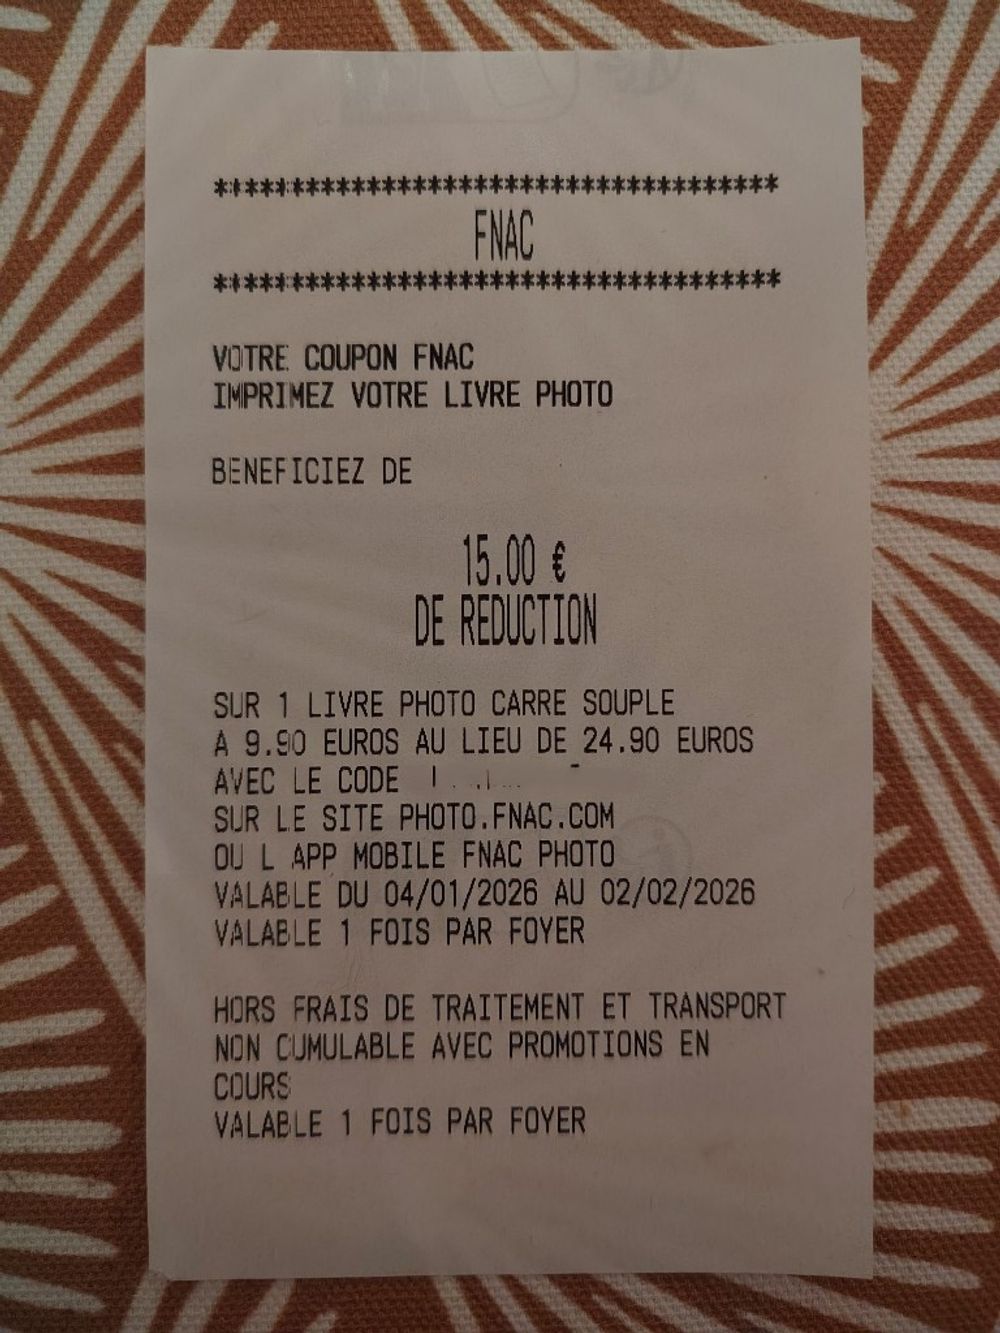 *************************************
FNAC
*************************************
VOTRE COUPON FNAC
IMPRIMEZ VOTRE LIVRE PHOTO
BENEFICIEZ DE
15.00 €
DE REDUCTION
SUR 1 LIVRE PHOTO CARRE SOUPLE
A 9.90 EUROS AU LIEU DE 24.90 EUROS
AVEC LE CODE
SUR LE SITE PHOTO.FNAC.COM
OU L APP MOBILE FNAC PHOTO
VALABLE DU 04/01/2026 AU 02/02/2026
VALABLE 1 FOIS PAR FOYER
HORS FRAIS DE TRAITEMENT ET TRANSPORT
NON CUMULABLE AVEC PROMOTIONS EN
COURS
VALABLE 1 FOIS PAR FOYER